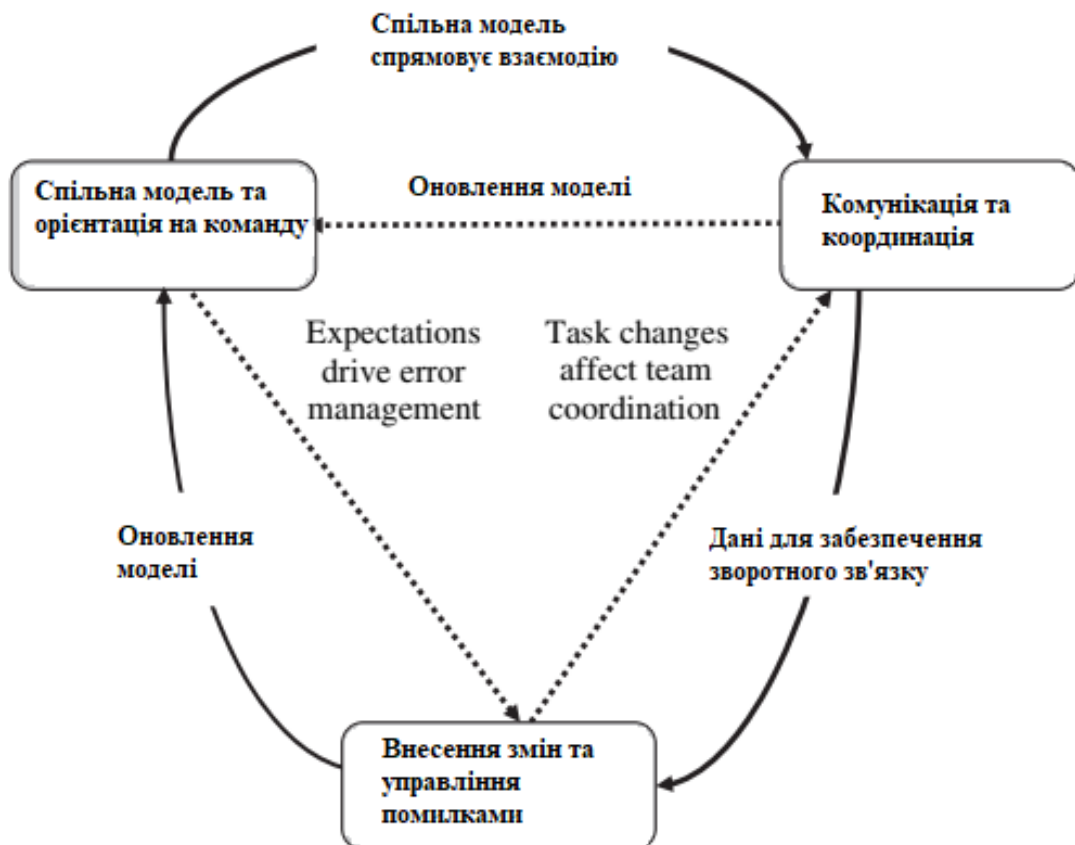 Спільна модель
спрямовує взаємодію
Спільна модель та
орієнтація на команду
Оновлення моделі
Комунікація та
координація
Expectations
drive error
management
Task changes
affect team
coordination
Оновлення
моделі
Дані для забезпечення
зворотного зв'язку
Внесення змін та
управління
помилками